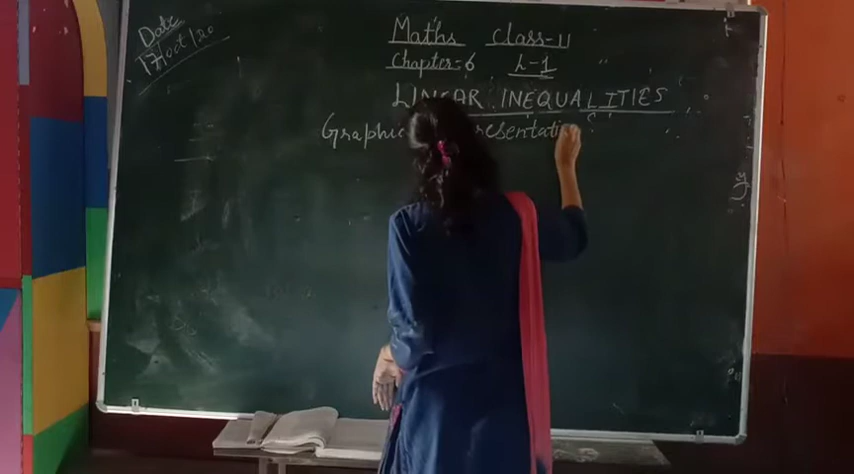 Date
17/Oct/20
Maths Class-11
Chapter-6 L-1
LINEAR INEQUALITIES